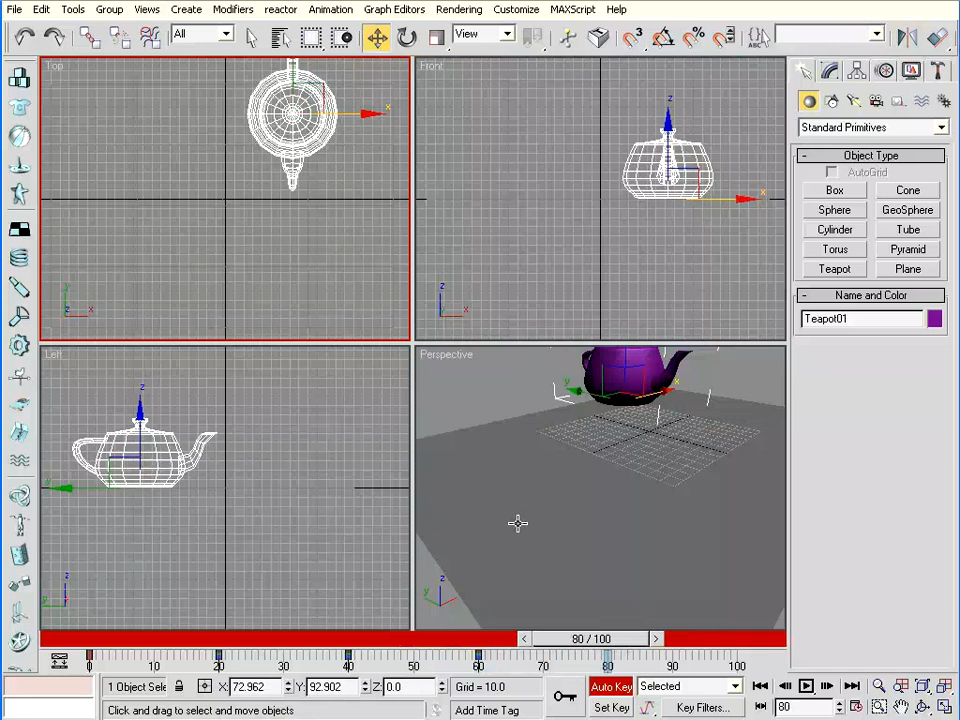 File Edit Tools Group Views Create Modifiers reactor Animation Graph Editors Rendering Customize MAXScript Help
All View
Top Front
Standard Primitives
- Object Type
AutoGrid
Box Cone
Sphere GeoSphere
Cylinder Tube
Torus Pyramid
Teapot Plane
- Name and Color
Teapot01
x
x
z
y
z x
z
x
Left Perspective
z
y
y x
z
y
z
y
< 80 / 100 >
0 10 20 30 40 50 60 70 80 90 100
1 Object Sele X: 72.962 Y: 92.902 Z: 0.0 Grid = 10.0 Auto Key Selected
Click and drag to select and move objects Add Time Tag Set Key Key Filters... 80